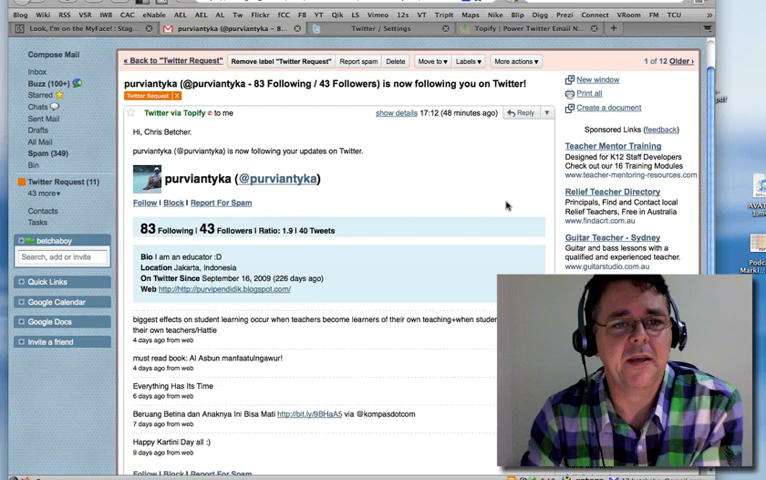 Blog RSV RSS VR IWB CAC eNable AEL AEL AL Tw Flickr CFF FB YT Qik LS Vimeo 12s YT Digg TripIt Maps Nike Blip Digg Prezi Connect VRoom FM TCU
Look, I'm on the MyFace! : Stag...
purviantyka (@purviantyka - 8...
Twitter / Settings
Topify | Power Twitter Email N...
Compose Mail
Inbox
Buzz (100+)
Starred
Chats
Sent Mail
Drafts
All Mail
Spam (349)
Bin
Twitter Request (11)
43 more▾
Contacts
Tasks
betchaboy
Search, add or invite
Quick Links
Google Calendar
Google Docs
Invite a friend
« Back to "Twitter Request" Remove label "Twitter Request" Report spam Delete Move to▾ Labels▾ More actions▾ 1 of 12 Older ›
purviantyka (@purviantyka - 83 Following / 43 Followers) is now following you on Twitter!
Twitter Request X
Twitter via Topify to me show details 17:12 (48 minutes ago) Reply
Hi, Chris Betcher.
purviantyka (@purviantyka) is now following your updates on Twitter.
purviantyka (@purviantyka)
Follow | Block | Report For Spam
83 Following | 43 Followers | Ratio: 1.9 | 40 Tweets
Bio I am an educator :D
Location Jakarta, Indonesia
On Twitter Since September 16, 2009 (226 days ago)
Web http://http://purvipendidik.blogspot.com/
biggest effects on student learning occur when teachers become learners of their own teaching+when studen
their own teachers/Hattie
4 days ago from web
must read book: Al Asbun manfaatulngawur!
4 days ago from web
Everything Has Its Time
6 days ago from web
Beruang Betina dan Anaknya Ini Bisa Mati http://bit.ly/9BHaA5 via @kompasdotcom
7 days ago from web
Happy Kartini Day all :)
9 days ago from web
Follow | Block | Report For Spam
New window
Print all
Create a document
Sponsored Links (feedback)
Teacher Mentor Training
Designed for K12 Staff Developers
Check out our 16 Training Modules
www.teacher-mentoring-resources.com
Relief Teacher Directory
Principals, Find and Contact local
Relief Teachers, Free in Australia
www.findacrt.com.au
Guitar Teacher - Sydney
Guitar and bass lessons with a
qualified and experienced teacher.
www.guitarstudio.com.au